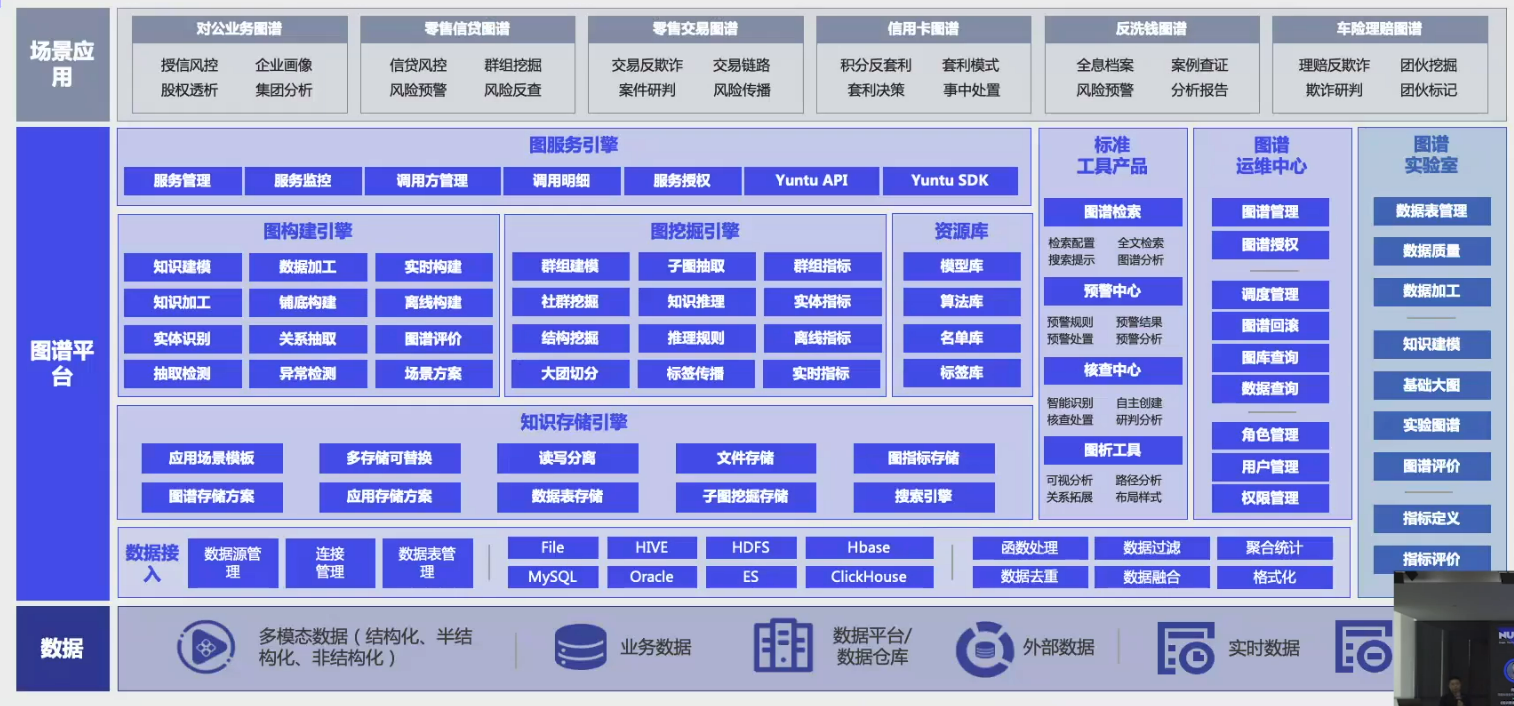 场景应
用
对公业务图谱
授信风控 企业画像
股权透析 集团分析
零售信贷图谱
信贷风控 群组挖掘
风险预警 风险反查
零售交易图谱
交易反欺诈 交易链路
案件研判 风险传播
信用卡图谱
积分反套利 套利模式
套利决策 事中处置
反洗钱图谱
全息档案 案例查证
风险预警 分析报告
车险理赔图谱
理赔反欺诈 团伙挖掘
欺诈研判 团伙标记
图谱平
台
图服务引擎
服务管理 服务监控 调用方管理 调用明细 服务授权 Yuntu API Yuntu SDK
图构建引擎
知识建模 数据加工 实时构建
知识加工 铺底构建 离线构建
实体识别 关系抽取 图谱评价
抽取检测 异常检测 场景方案
图挖掘引擎
群组建模 子图抽取 群组指标
社群挖掘 知识推理 实体指标
结构挖掘 推理规则 离线指标
大团切分 标签传播 实时指标
资源库
模型库
算法库
名单库
标签库
知识存储引擎
应用场景模板 多存储可替换 读写分离 文件存储 图指标存储
图谱存储方案 应用存储方案 数据表存储 子图挖掘存储 搜索引擎
标准
工具产品
图谱检索
检索配置 全文检索
搜索提示 图谱分析
预警中心
预警规则 预警结果
预警处置 预警分析
核查中心
智能识别 自主创建
核查处置 研判分析
图析工具
可视分析 路径分析
关系拓展 布局样式
图谱
运维中心
图谱管理
图谱授权
调度管理
图谱回滚
图库查询
数据查询
角色管理
用户管理
权限管理
图谱
实验室
数据表管理
数据质量
数据加工
知识建模
基础大图
实验图谱
图谱评价
指标定义
指标评价
数据接
入
数据源管
理
连接
管理
数据表管
理
File HIVE HDFS Hbase
MySQL Oracle ES ClickHouse
函数处理 数据过滤 聚合统计
数据去重 数据融合 格式化
数据
多模态数据（结构化、半结
构化、非结构化）
业务数据
数据平台/
数据仓库
外部数据
实时数据